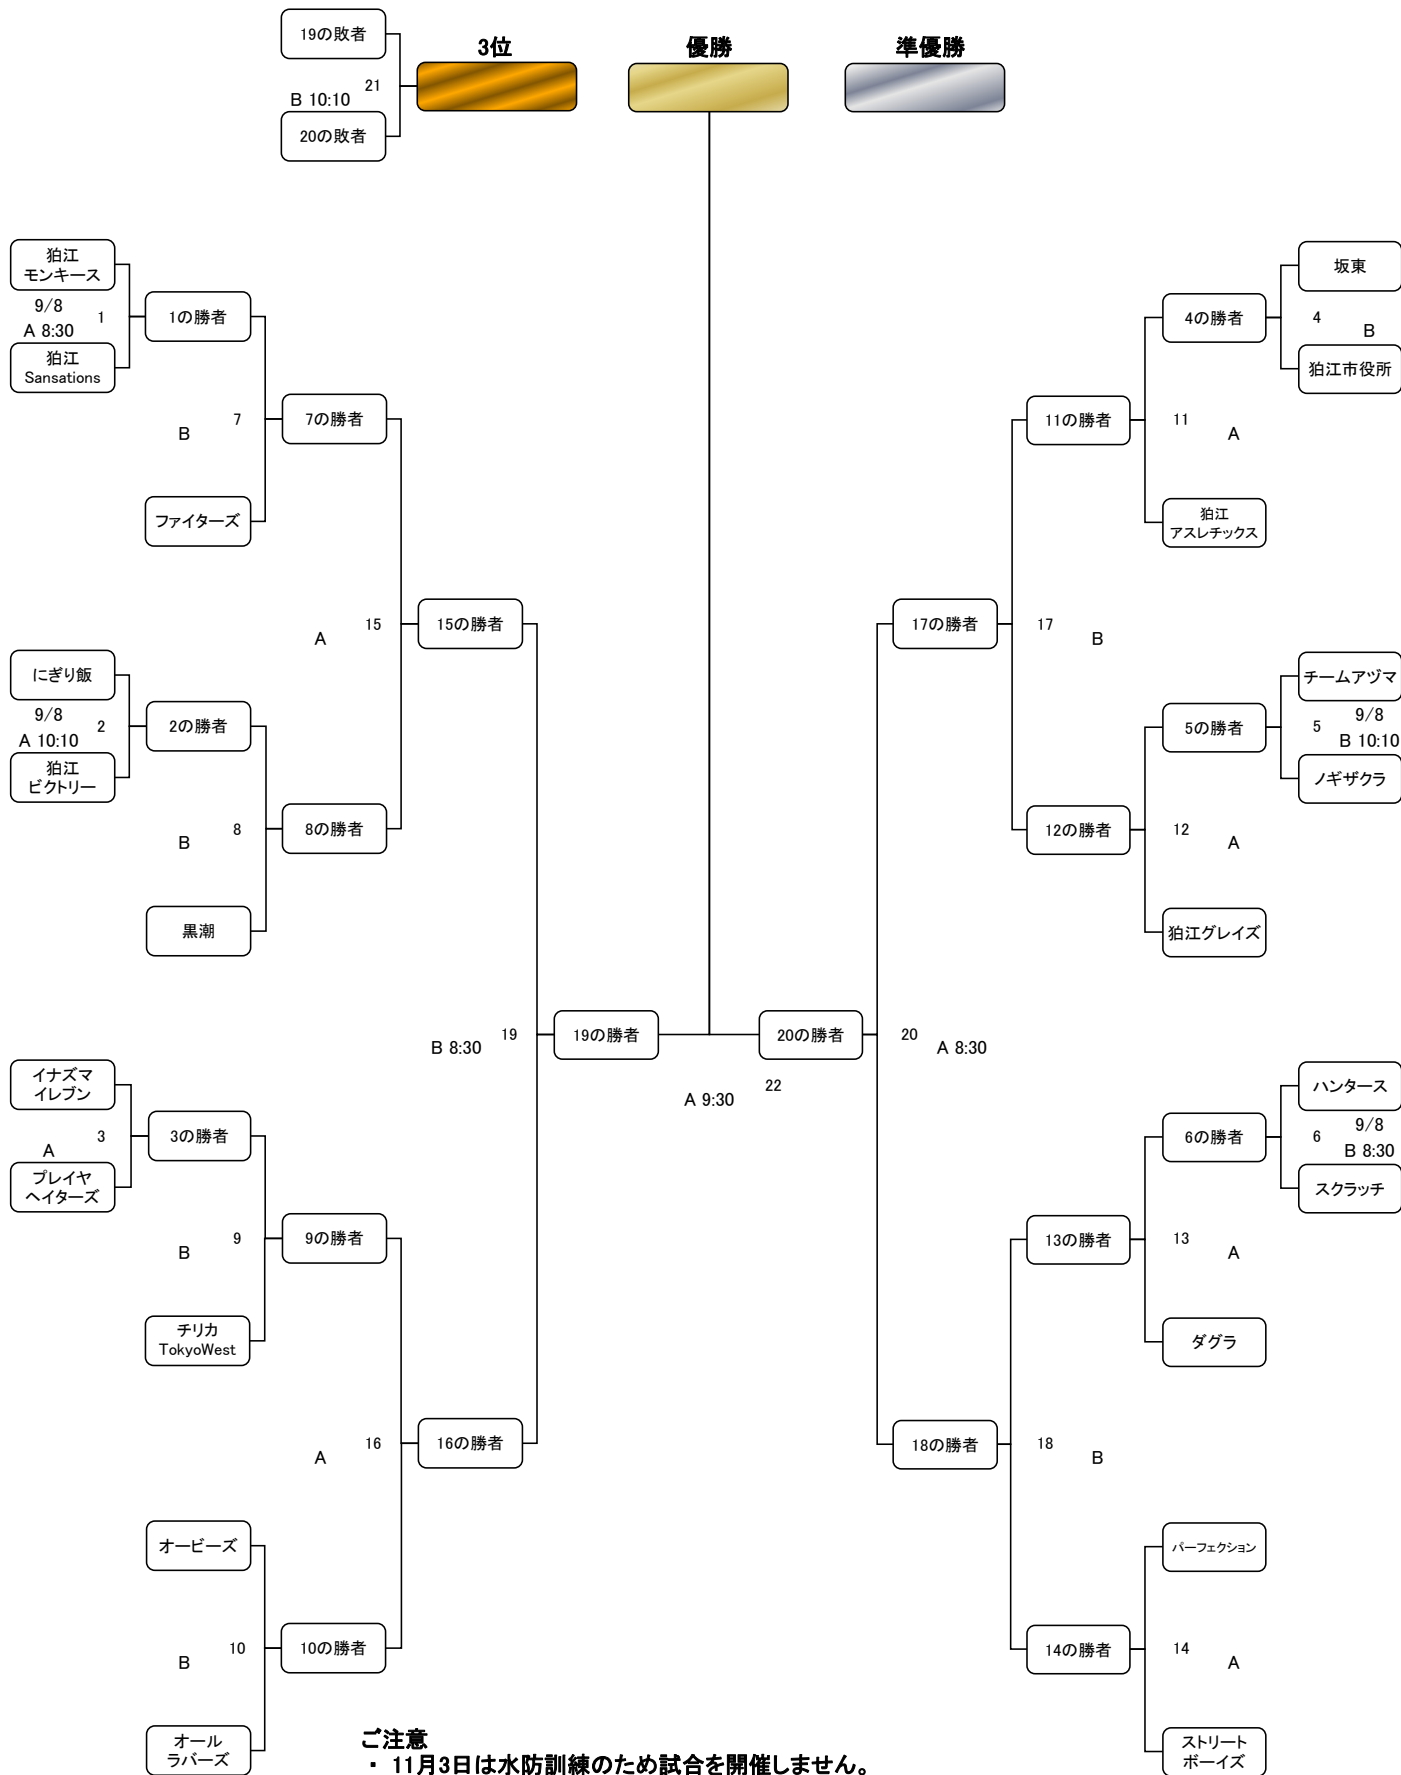 19の敗者
3位
優勝
準優勝
21
B 10:10
20の敗者
狛江
モンキース
9/8
1
A 8:30
狛江
Sansations
1の勝者
B
7
7の勝者
ファイターズ
A
15
15の勝者
にぎり飯
9/8
2
A 10:10
狛江
ビクトリー
2の勝者
B
8
8の勝者
黒潮
B 8:30
19
19の勝者
イナズマ
イレブン
3
A
プレイヤ
ヘイターズ
3の勝者
B
9
9の勝者
チリカ
TokyoWest
A
16
16の勝者
オービーズ
B
10
10の勝者
オール
ラバーズ
A 9:30
22
坂東
4の勝者
4
B
狛江市役所
11の勝者
11
A
狛江
アスレチックス
17の勝者
17
B
チームアヅマ
5の勝者
5
9/8
B 10:10
ノギザクラ
12の勝者
12
A
狛江グレイズ
20の勝者
20
A 8:30
ハンタース
6の勝者
6
9/8
B 8:30
スクラッチ
13の勝者
13
A
ダグラ
18の勝者
18
B
パーフェクション
14の勝者
14
A
ストリート
ボーイズ
ご注意
・ 11月3日は水防訓練のため試合を開催しません。